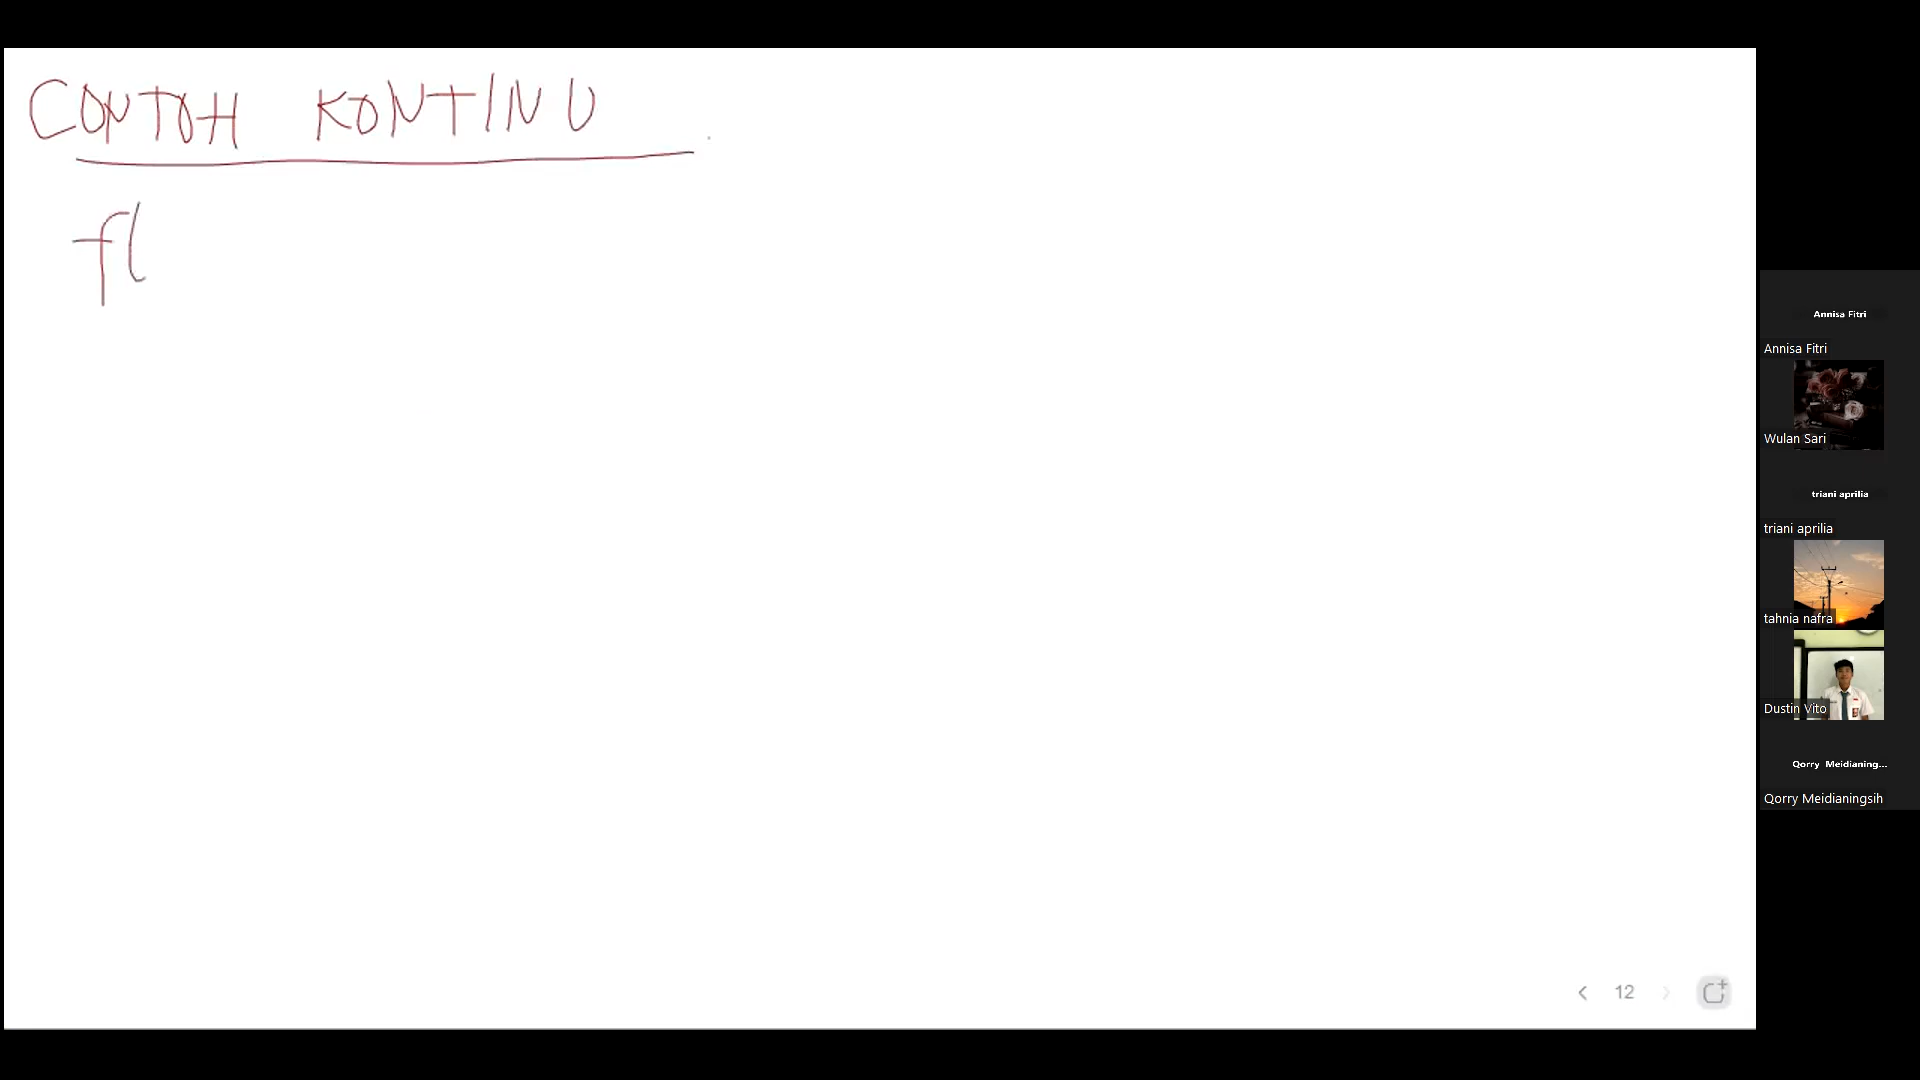 CONTOH KONTINU
f(
Annisa Fitri
Annisa Fitri
Wulan Sari
triani aprilia
triani aprilia
tahnia nafra
Dustin Vito
Qorry Meidianing...
Qorry Meidianingsih
< 12 >